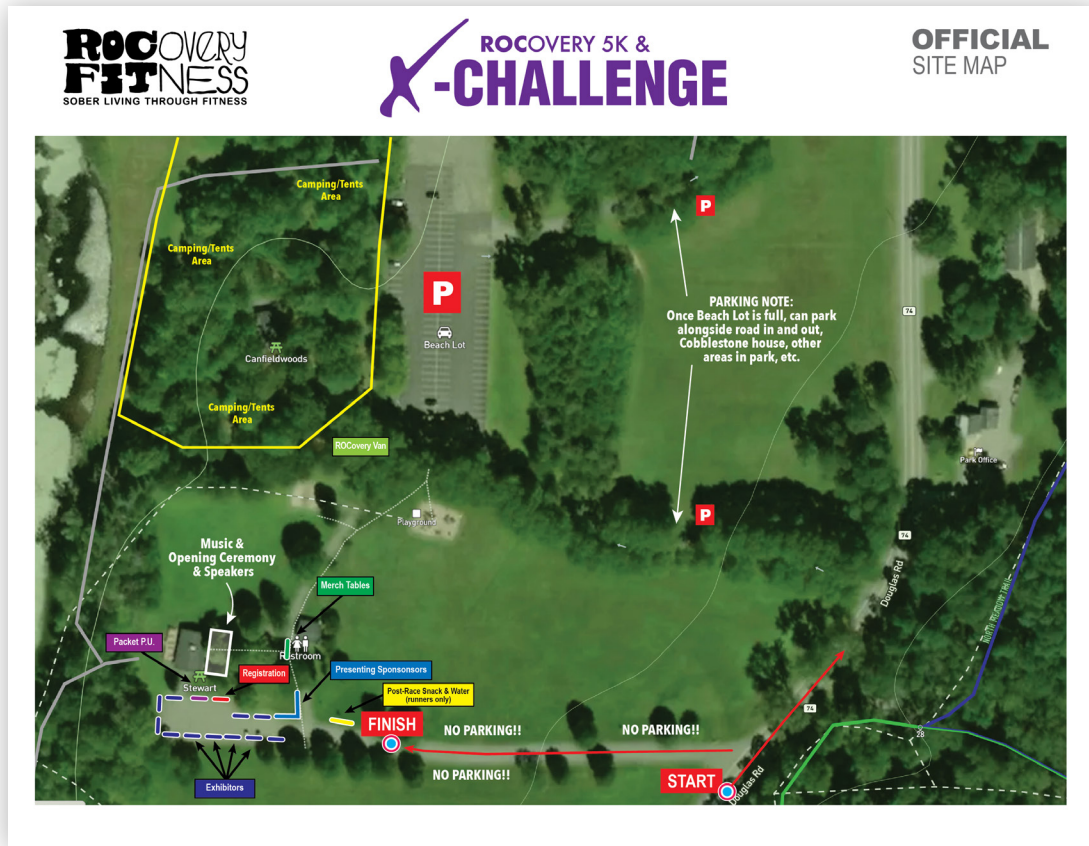 ROCOVERY
FITNESS
SOBER LIVING THROUGH FITNESS
ROCOVERY 5K &
X-CHALLENGE
OFFICIAL
SITE MAP
Camping/Tents
Area
P
Camping/Tents
Area
P
Beach Lot
PARKING NOTE:
Once Beach Lot is full, can park
alongside road in and out,
Cobblestone house, other
areas in park, etc.
74
Canfieldwoods
Camping/Tents
Area
ROCovery Van
Park Office
Playground
P
74
Music &
Opening Ceremony
& Speakers
Douglas Rd
Merch Tables
Packet P.U.
Restroom
Registration
Presenting Sponsonsors
Stewart
Post-Race Snack & Water
(runners only)
FINISH
NO PARKING!!
NO PARKING!!
74
28
NO PARKING!!
Exhibitors
START
Douglas Rd